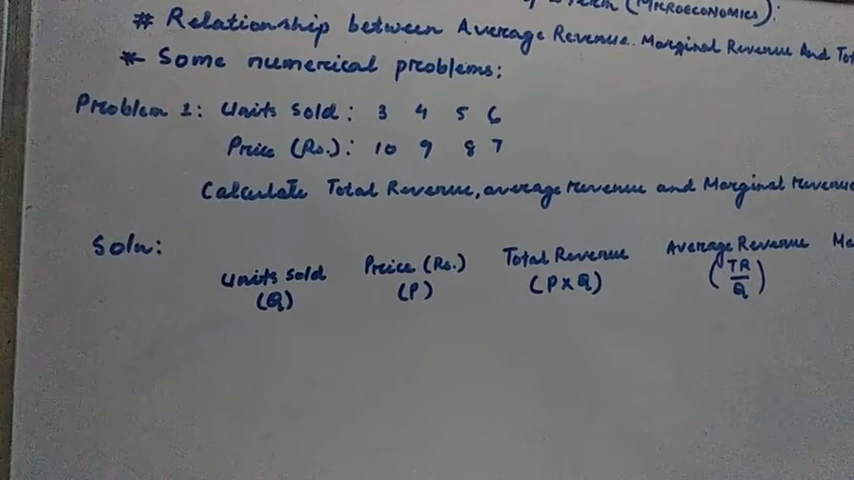 (MICROECONOMICS):
# Relationship between Average Revenue. Marginal Revenue And
* Some numerical problems:
Problem 1: Units Sold: 3 4 5 6
Price (Rs.): 10 9 8 7
Calculate Total Revenue, average revenue and Marginal revenue
Soln:
Units Sold Price (Rs.) Total Revenue Average Revenue
(Q) (P) (P x Q) (TR/Q)